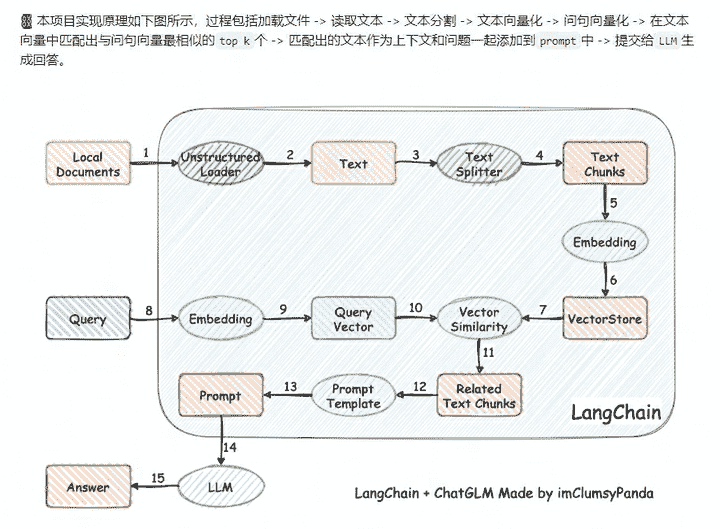 本项目实现原理如下图所示，过程包括加载文件 -> 读取文本 -> 文本分割 -> 文本向量化 -> 问句向量化 -> 在文本
向量中匹配出与问句向量最相似的 top k 个 -> 匹配出的文本作为上下文和问题一起添加到 prompt 中 -> 提交给 LLM 生
成回答。
Local
Documents
1
Unstructured
Loader
2
Text
3
Text
Splitter
4
Text
Chunks
5
Embedding
6
Query
8
Embedding
9
Query
Vector
10
Vector
Similarity
7
VectorStore
11
Prompt
13
Prompt
Template
12
Related
Text Chunks
LangChain
14
Answer
15
LLM
LangChain + ChatGLM Made by imClumsyPanda